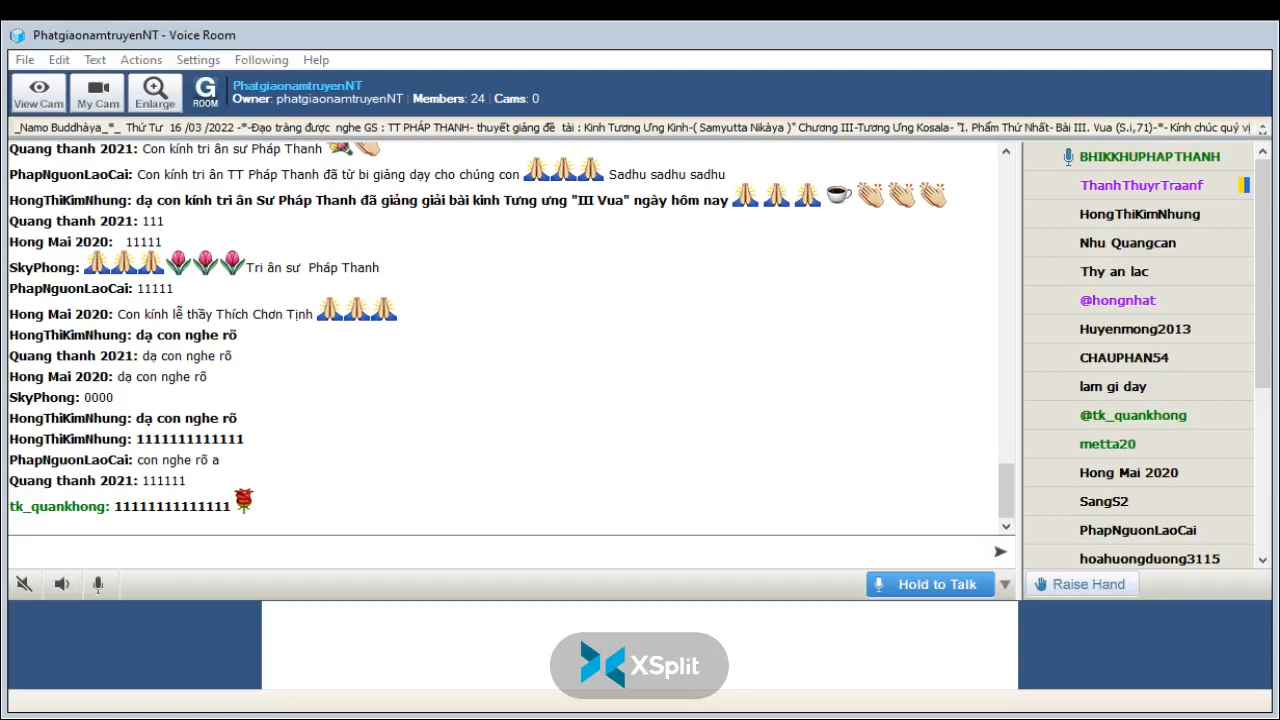 PhatgiaonamtruyenNT - Voice Room
File Edit Text Actions Settings Following Help
View Cam My Cam Enlarge G ROOM
PhatgiaonamtruyenNT
Owner: phatgiaonamtruyenNT | Members: 24 | Cams: 0
_Namo Buddhàya_*_ Thứ Tư 16 /03 /2022 -*-Đạo tràng được nghe GS : TT PHÁP THANH- thuyết giảng đề tài : Kinh Tương Ưng Kinh-( Samyutta Nikàya )" Chương III-Tương Ưng Kosala- "I. Phẩm Thứ Nhất- Bài III. Vua (S.i,71)-*- Kính chúc quý vị
Quang thanh 2021: Con kính tri ân sư Pháp Thanh
PhapNguonLaoCai: Con kính tri ân TT Pháp Thanh đã từ bi giảng dạy cho chúng con 🙏🙏🙏 Sadhu sadhu sadhu
HongThiKimNhung: dạ con kính tri ân Sư Pháp Thanh đã giảng giải bài kinh Tưng ưng "III Vua" ngày hôm nay 🙏🙏🙏☕👏👏👏
Quang thanh 2021: 111
Hong Mai 2020: 11111
SkyPhong: 🙏🙏🙏🌷🌷🌷Tri ân sư Pháp Thanh
PhapNguonLaoCai: 11111
Hong Mai 2020: Con kính lễ thầy Thích Chơn Tịnh 🙏🙏🙏
HongThiKimNhung: dạ con nghe rõ
Quang thanh 2021: dạ con nghe rõ
Hong Mai 2020: dạ con nghe rõ
SkyPhong: 0000
HongThiKimNhung: dạ con nghe rõ
HongThiKimNhung: 1111111111111
PhapNguonLaoCai: con nghe rõ a
Quang thanh 2021: 111111
tk_quankhong: 11111111111111 🌹
BHIKKHUPHAPTHANH
ThanhThuyrTraanf
HongThiKimNhung
Nhu Quangcan
Thy an lac
@hongnhat
Huyenmong2013
CHAUPHAN54
lam gi day
@tk_quankhong
metta20
Hong Mai 2020
SangS2
PhapNguonLaoCai
hoahuongduong3115
Hold to Talk
Raise Hand
XSplit